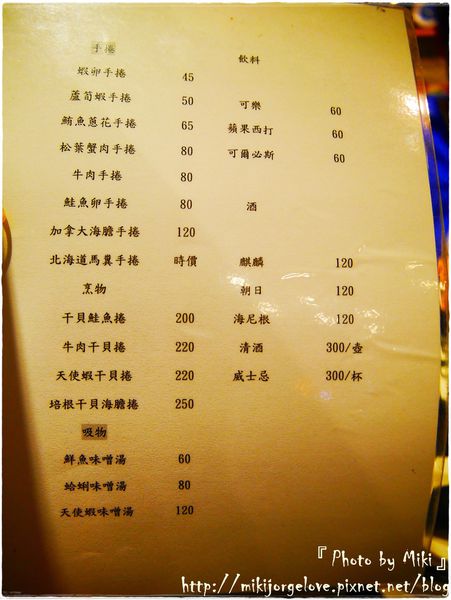 手捲
蝦卵手捲 45
蘆筍蝦手捲 50
鮪魚蔥花手捲 65
松葉蟹肉手捲 80
牛肉手捲 80
鮭魚卵手捲 80
加拿大海膽手捲 120
北海道馬糞手捲 時價
烹物
干貝鮭魚捲 200
牛肉干貝捲 220
天使蝦干貝捲 220
培根干貝海膽捲 250
吸物
鮮魚味噌湯 60
蛤蜊味噌湯 80
天使蝦味噌湯 120
飲料
可樂 60
蘋果西打 60
可爾必斯 60
酒
麒麟 120
朝日 120
海尼根 120
清酒 300/壺
威士忌 300/杯
『Photo by Miki』
http://mikijorgelove.pixnet.net/blog